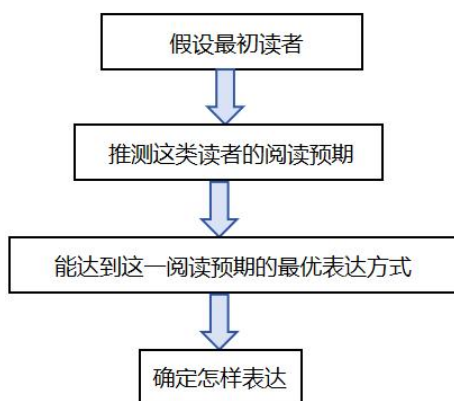 假设最初读者
推测这类读者的阅读预期
能达到这一阅读预期的最优表达方式
确定怎样表达